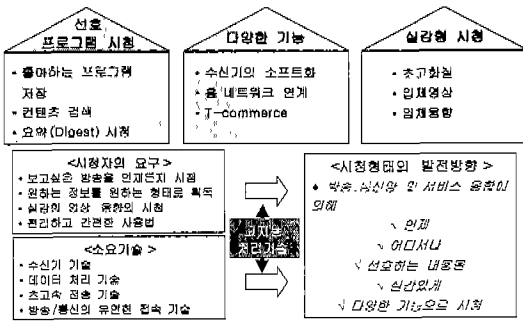 선호
프로그램 시청
• 좋아하는 프로그램
저장
• 컨텐츠 검색
• 요약(Digest) 시청
다양한 기능
• 수신기의 소프트화
• 홈 네트워크 연계
• T-commerce
실감형 시청
• 초고화질
• 입체영상
• 입체음향
<시청자의 요구>
• 보고싶은 방송을 언제든지 시청
• 원하는 정보를 원하는 형태로 획득
• 실감의 영상 음향의 시청
• 편리하고 간편한 사용법
<소요기술>
• 수신기 기술
• 데이터 처리 기술
• 초고속 전송 기술
• 방송/통신의 유연한 접속 기술
처리기능
<시청형태의 발전방향>
• 방송, 통신망 및 서비스 융합에
의해
√ 언제
√ 어디서나
√ 선호하는 내용을
√ 실감있게
√ 다양한 기능으로 시청